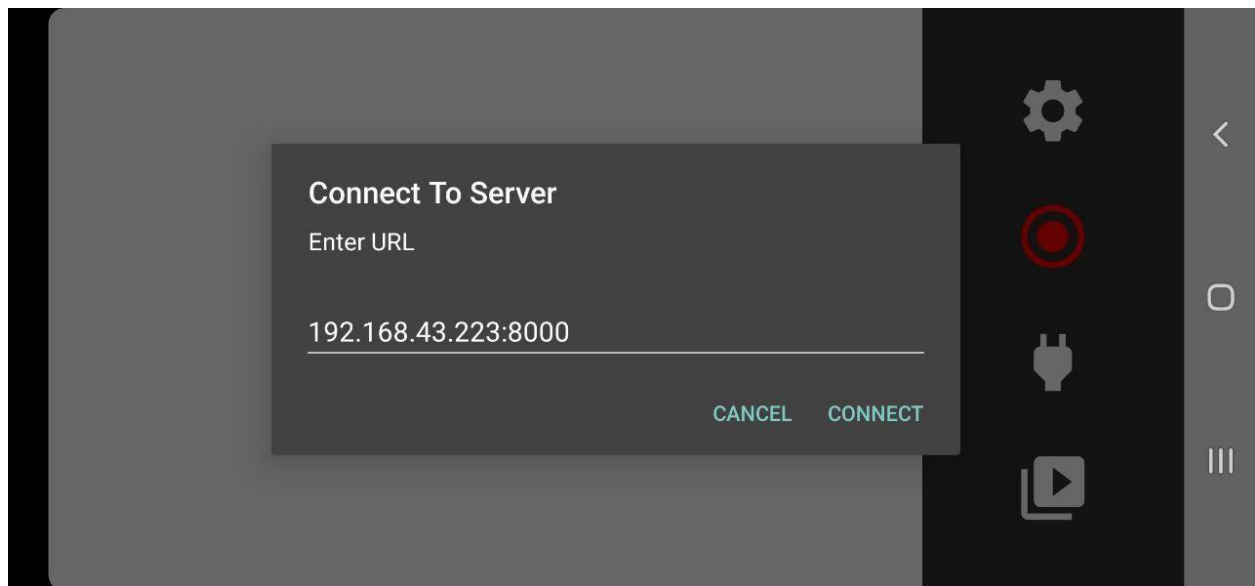 Connect To Server
Enter URL
192.168.43.223:8000
CANCEL CONNECT